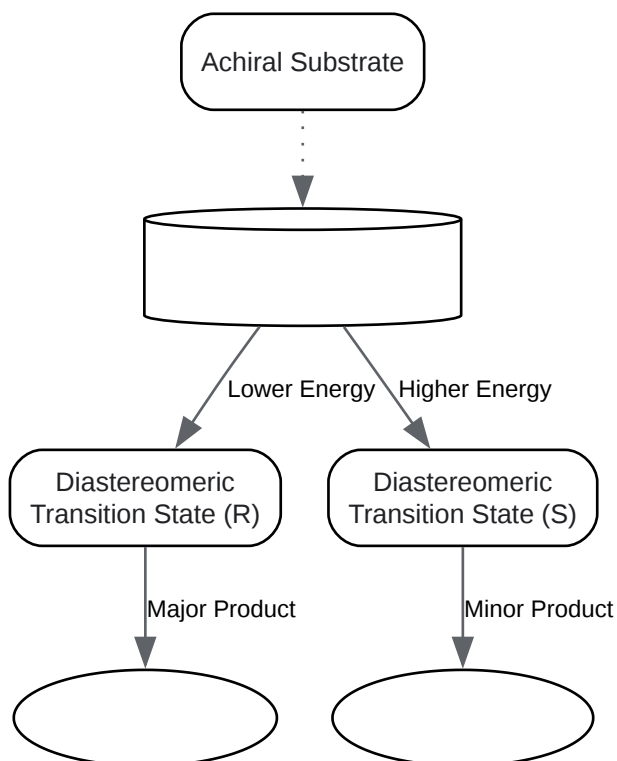 Achiral Substrate
Lower Energy
Higher Energy
Diastereomeric
Transition State (R)
Diastereomeric
Transition State (S)
Major Product
Minor Product